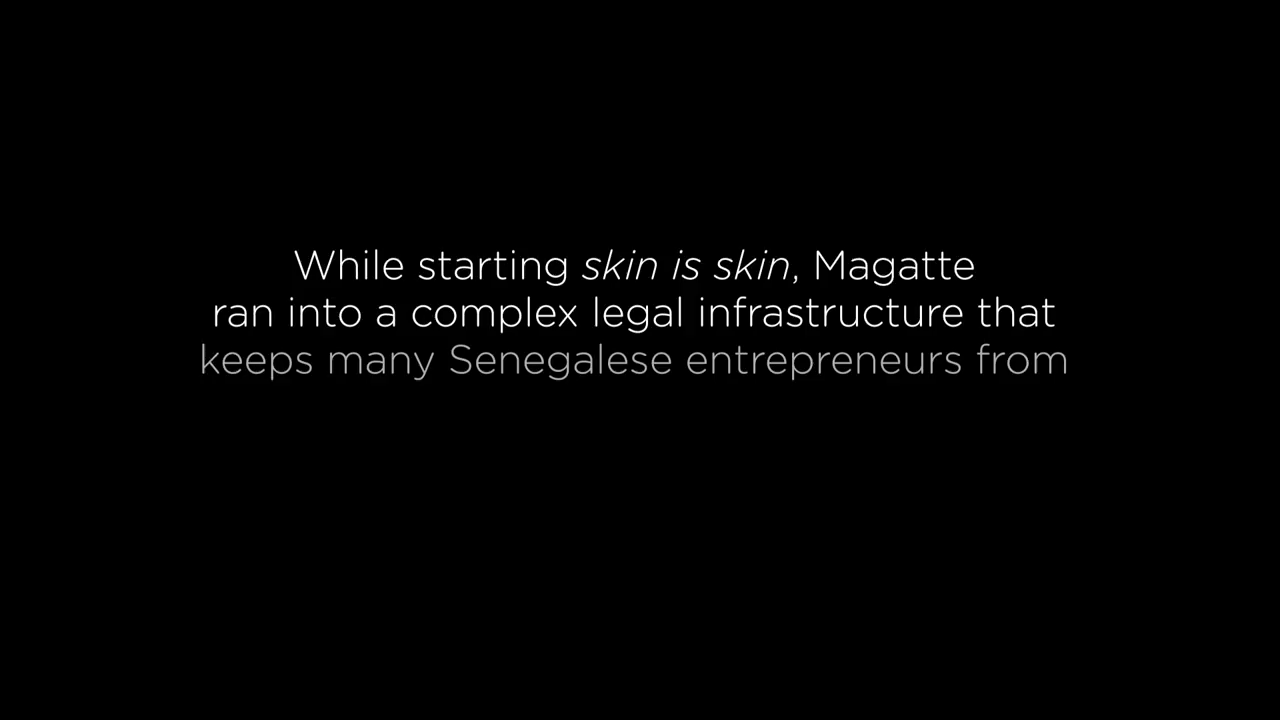 While starting skin is skin, Magatte
ran into a complex legal infrastructure that
keeps many Senegalese entrepreneurs from